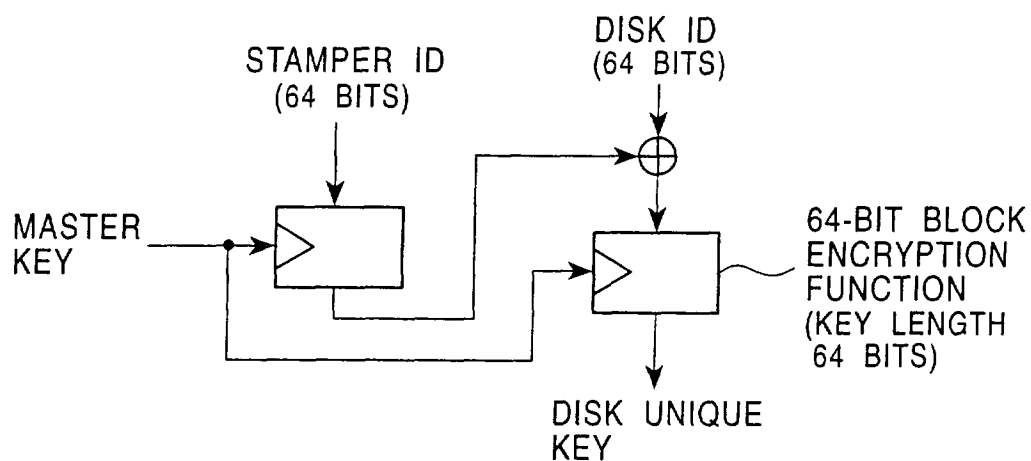 STAMPER ID
(64 BITS)
DISK ID
(64 BITS)
MASTER
KEY
64-BIT BLOCK
ENCRYPTION
FUNCTION
(KEY LENGTH
64 BITS)
DISK UNIQUE
KEY